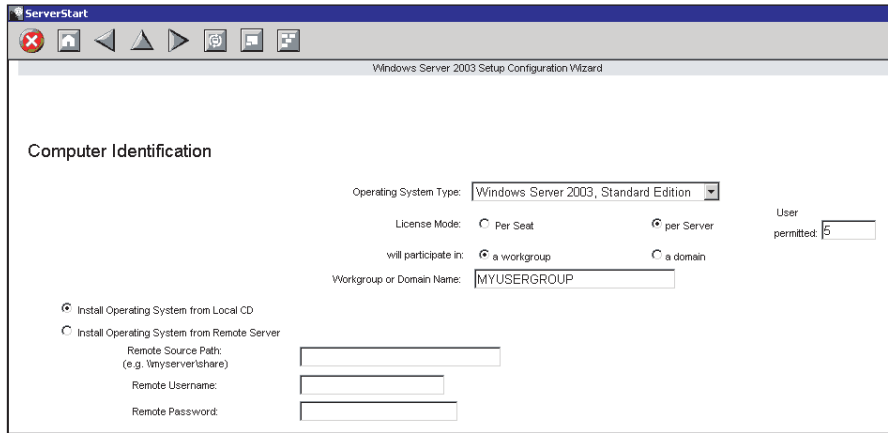 ServerStart
Windows Server 2003 Setup Configuration Wizard
Computer Identification
Operating System Type: Windows Server 2003, Standard Edition
License Mode: Per Seat per Server User permitted: 5
will participate in: a workgroup a domain
Workgroup or Domain Name: MYUSERGROUP
Install Operating System from Local CD
Install Operating System from Remote Server
Remote Source Path:
(e.g. \\myserver\share)
Remote Username:
Remote Password: